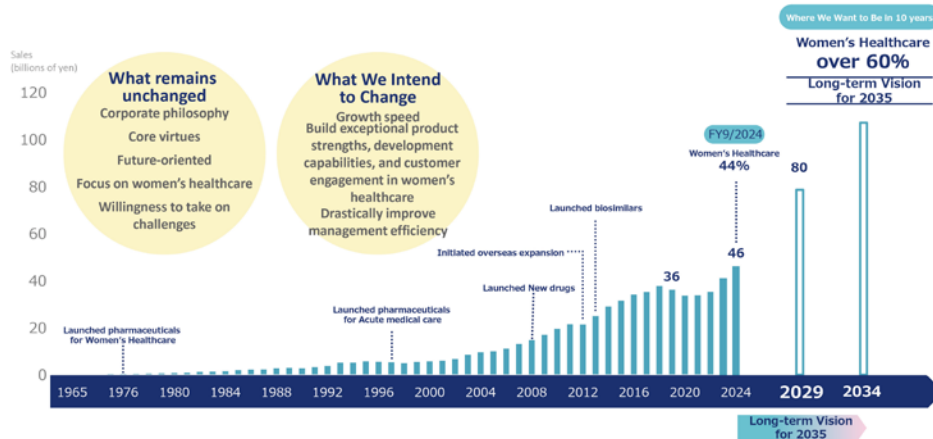 Where We Want to Be in 10 years
Women's Healthcare
over 60%
Long-term Vision
for 2035
Sales
(billions of yen)
120
100
80
60
40
20
0
What remains
unchanged
Corporate philosophy
Core virtues
Future-oriented
Focus on women's healthcare
Willingness to take on
challenges
What We Intend
to Change
Growth speed
Build exceptional product
strengths, development
capabilities, and customer
engagement in women's
healthcare
Drastically improve
management efficiency
FY9/2024
Women's Healthcare
44%
80
Launched biosimilars
Initiated overseas expansion
46
36
Launched New drugs
Launched pharmaceuticals
for Women's Healthcare
Launched pharmaceuticals
for Acute medical care
1965 1976 1980 1984 1988 1992 1996 2000 2004 2008 2012 2016 2020 2024 2029 2034
Long-term Vision
for 2035